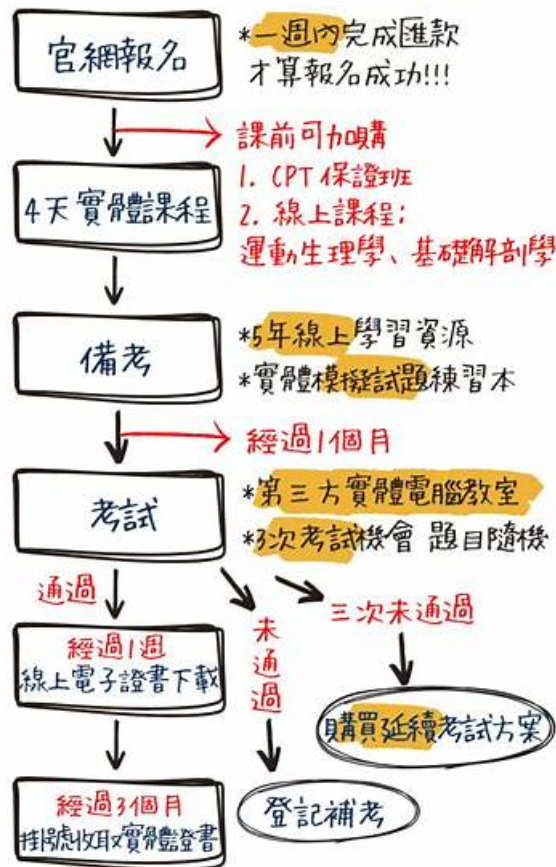 官網報名
*一週內完成匯款
才算報名成功!!!
課前可加購
1. CPT 保證班
2. 線上課程:
運動生理學、基礎解剖學
4天實體課程
備考
*5年線上學習資源
*實體模擬試題練習本
經過1個月
考試
*第三方實體電腦教室
*3次考試機會 題目隨機
通過
未通過
三次未通過
經過1週
線上電子證書下載
購買延續考試方案
經過3個月
掛號收取實體證書
登記補考